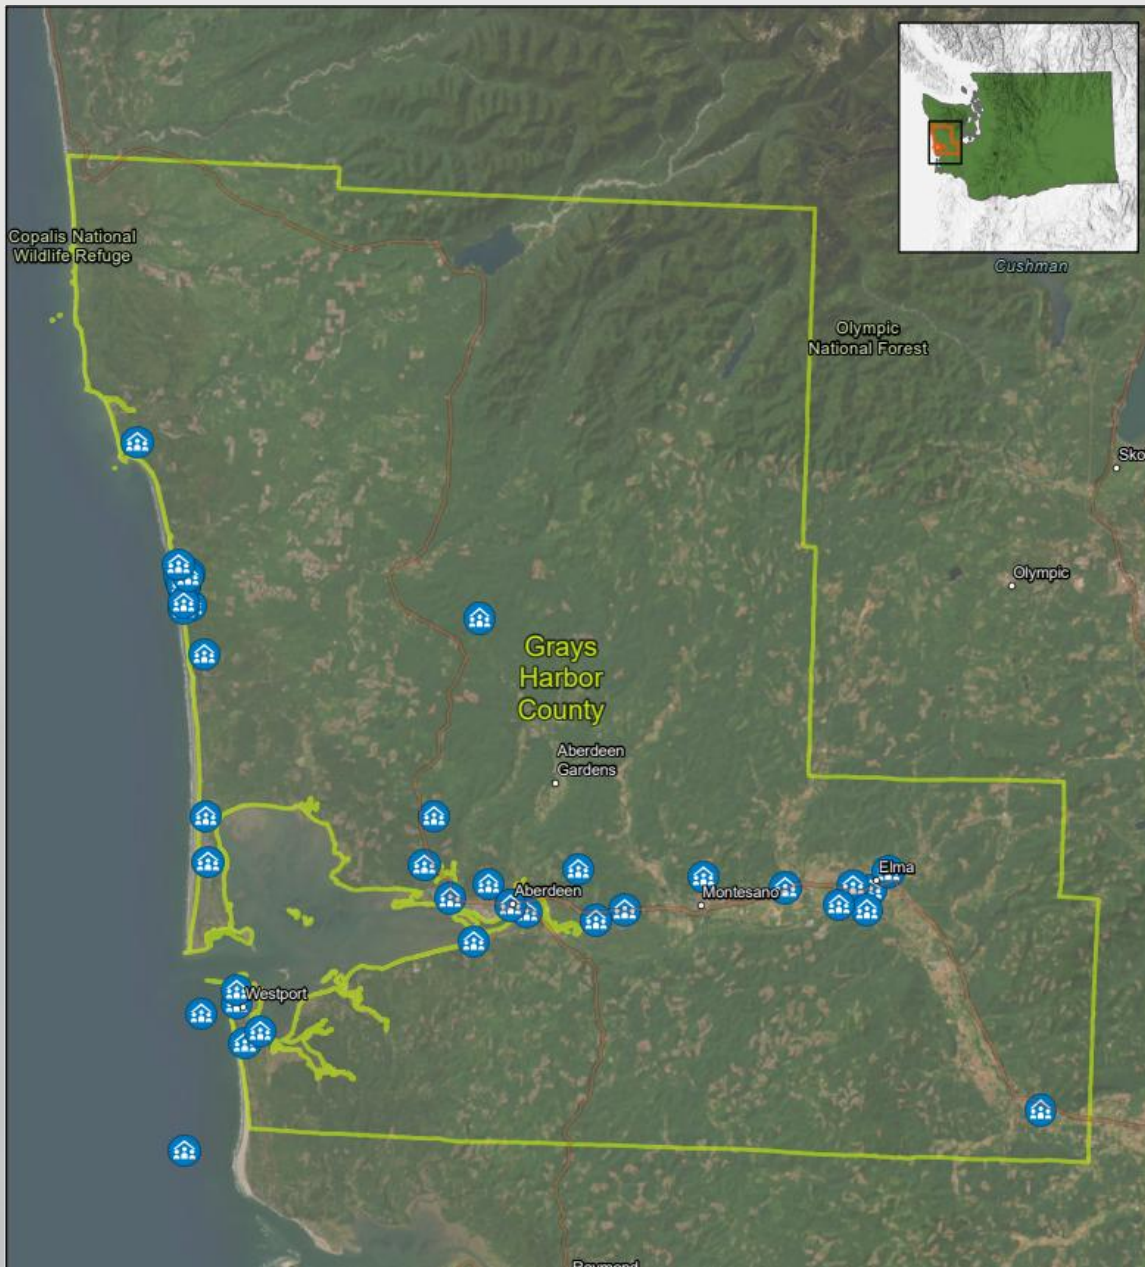 Copalis National
Wildlife Refuge
Cushman
Olympic
National Forest
Sko
Olympic
Grays
Harbor
County
Aberdeen
Gardens
Elma
Aberdeen
Montesano
Westport
Raymond